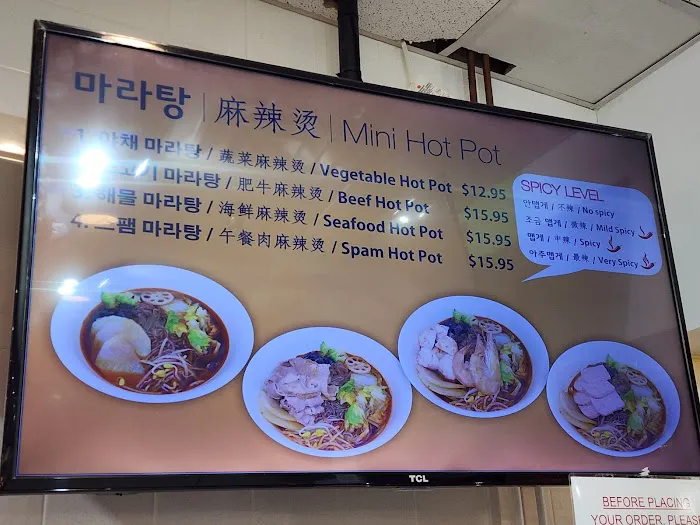 마라탕 | 麻辣烫 | Mini Hot Pot
1. 야채 마라탕 / 蔬菜麻辣烫 / Vegetable Hot Pot $12.95
마라탕 / 肥牛麻辣烫 / Beef Hot Pot $15.95
해물 마라탕 / 海鲜麻辣烫 / Seafood Hot Pot $15.95
4. 스팸 마라탕 / 午餐肉麻辣烫 / Spam Hot Pot $15.95
SPICY LEVEL
안맵게 / 不辣 / No spicy
조금 맵게 / 微辣 / Mild Spicy
맵게 / 中辣 / Spicy
아주맵게 / 最辣 / Very Spicy
TCL
BEFORE PLACING
YOUR ORDER, PLEAS